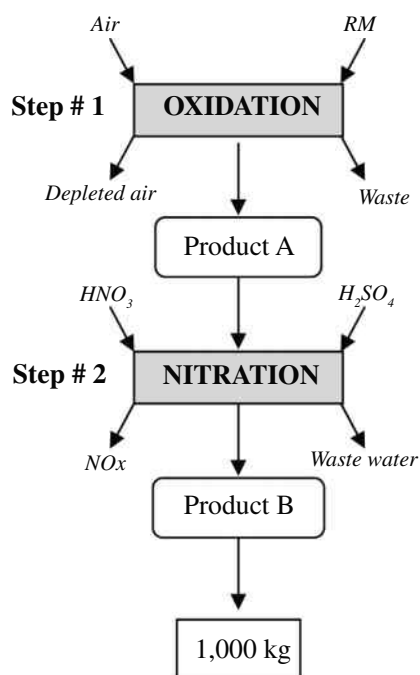 Air
RM
Step # 1
OXIDATION
Depleted air
Waste
Product A
HNO3
H2SO4
Step # 2
NITRATION
NOx
Waste water
Product B
1,000 kg